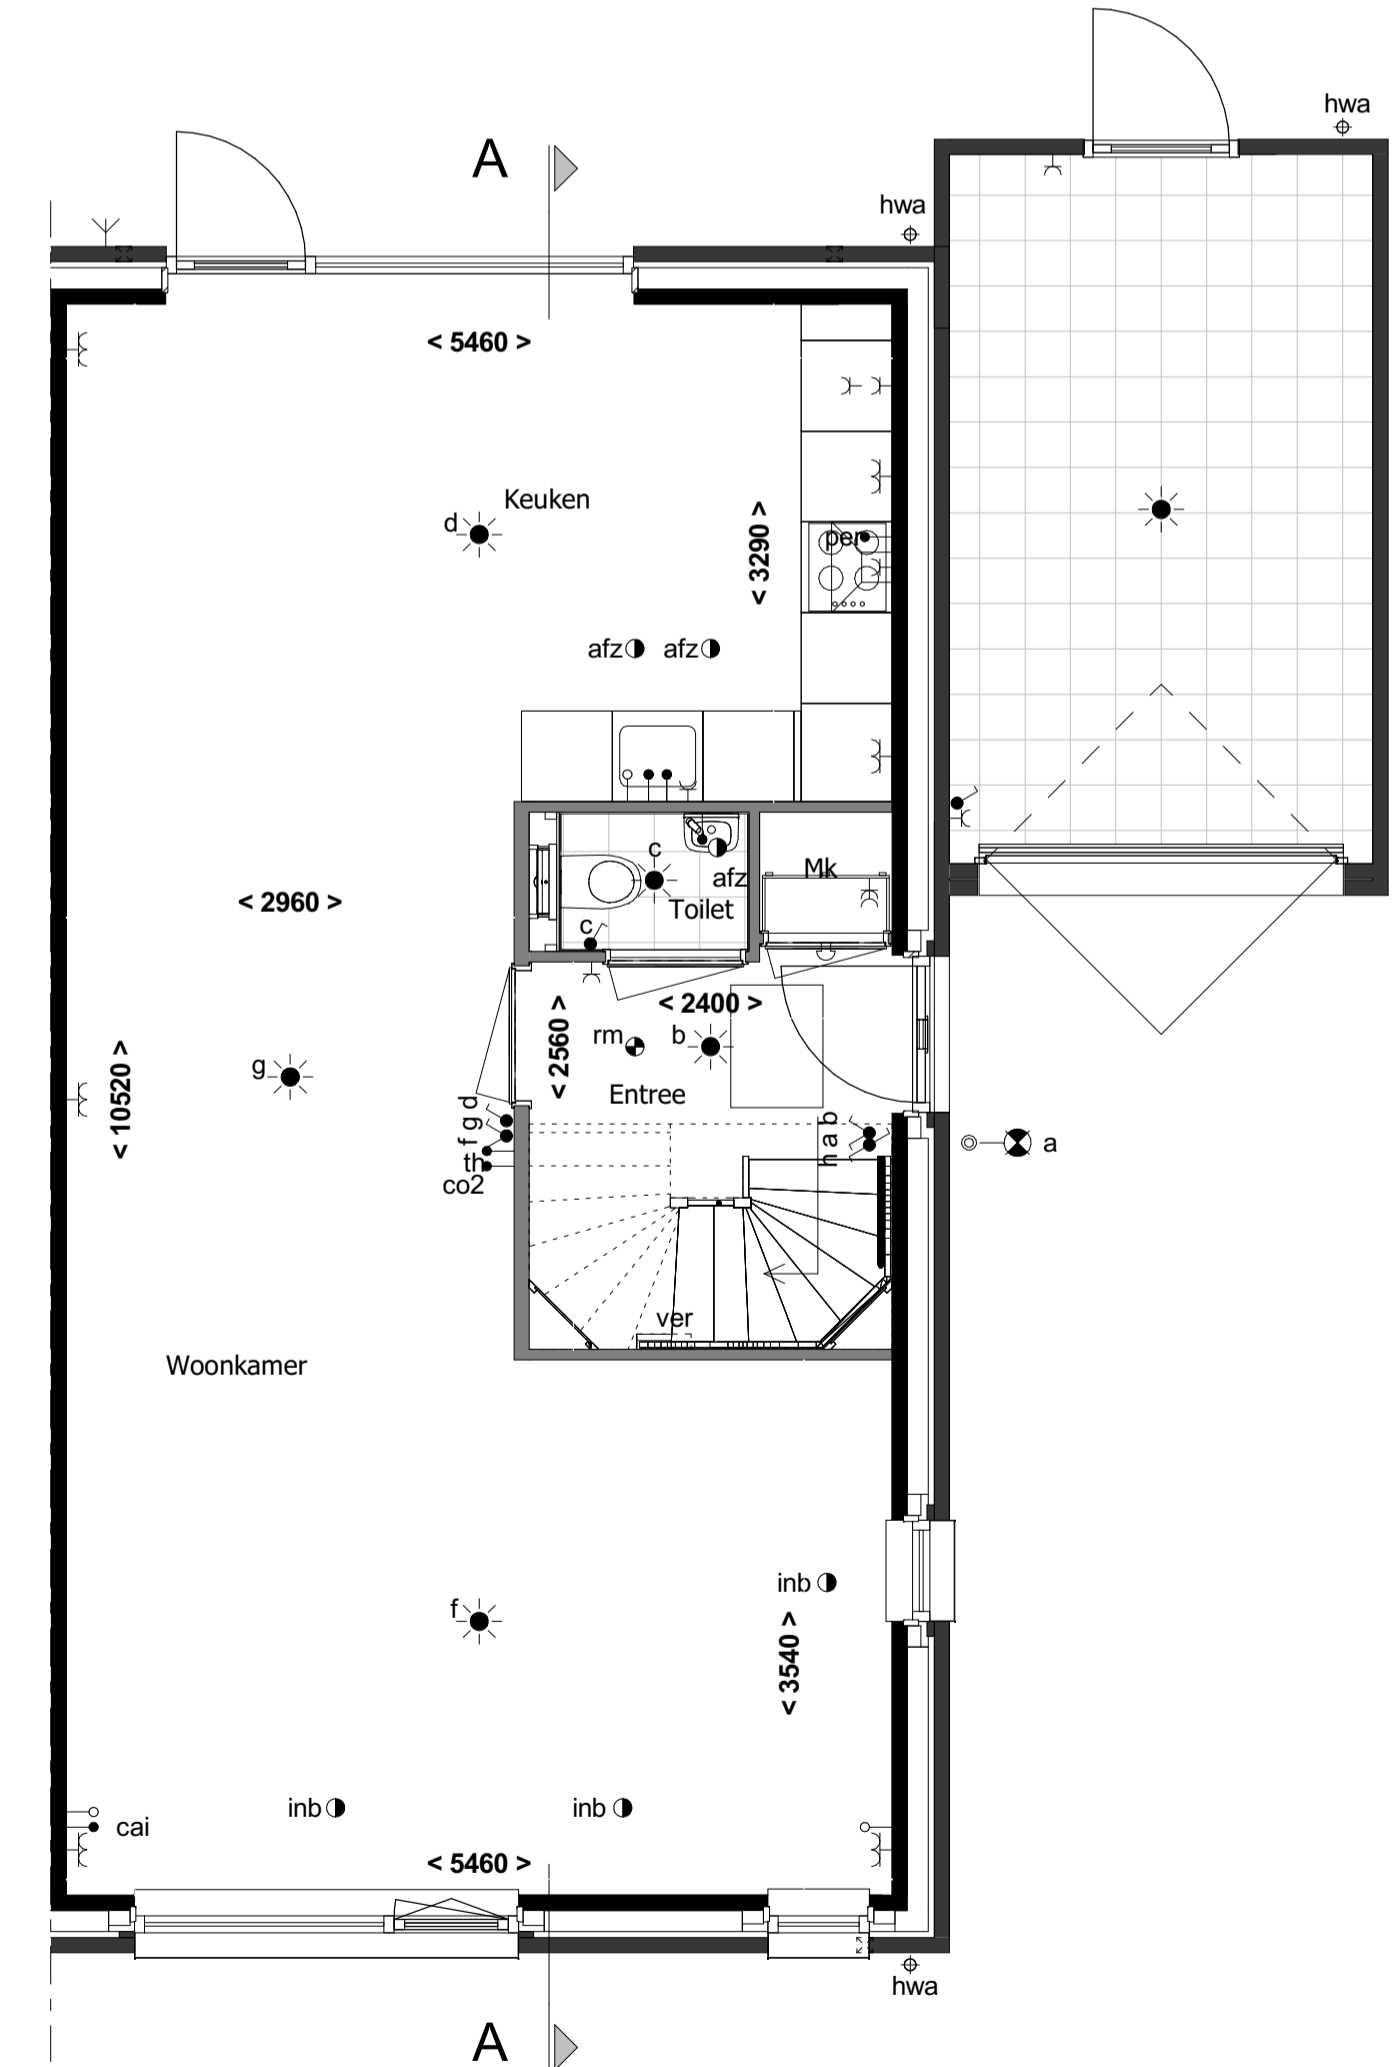 hwa
A
hwa
< 5460 >
Keuken
d
< 3290 >
per
afz
afz
c
Mk
afz
Toilet
c
< 2960 >
< 2400 >
< 2560 >
rm
b
Entree
< 10520 >
g
f g d
h a b
a
th
co2
ver
Woonkamer
inb
f
< 3540 >
inb
inb
cai
< 5460 >
hwa
A